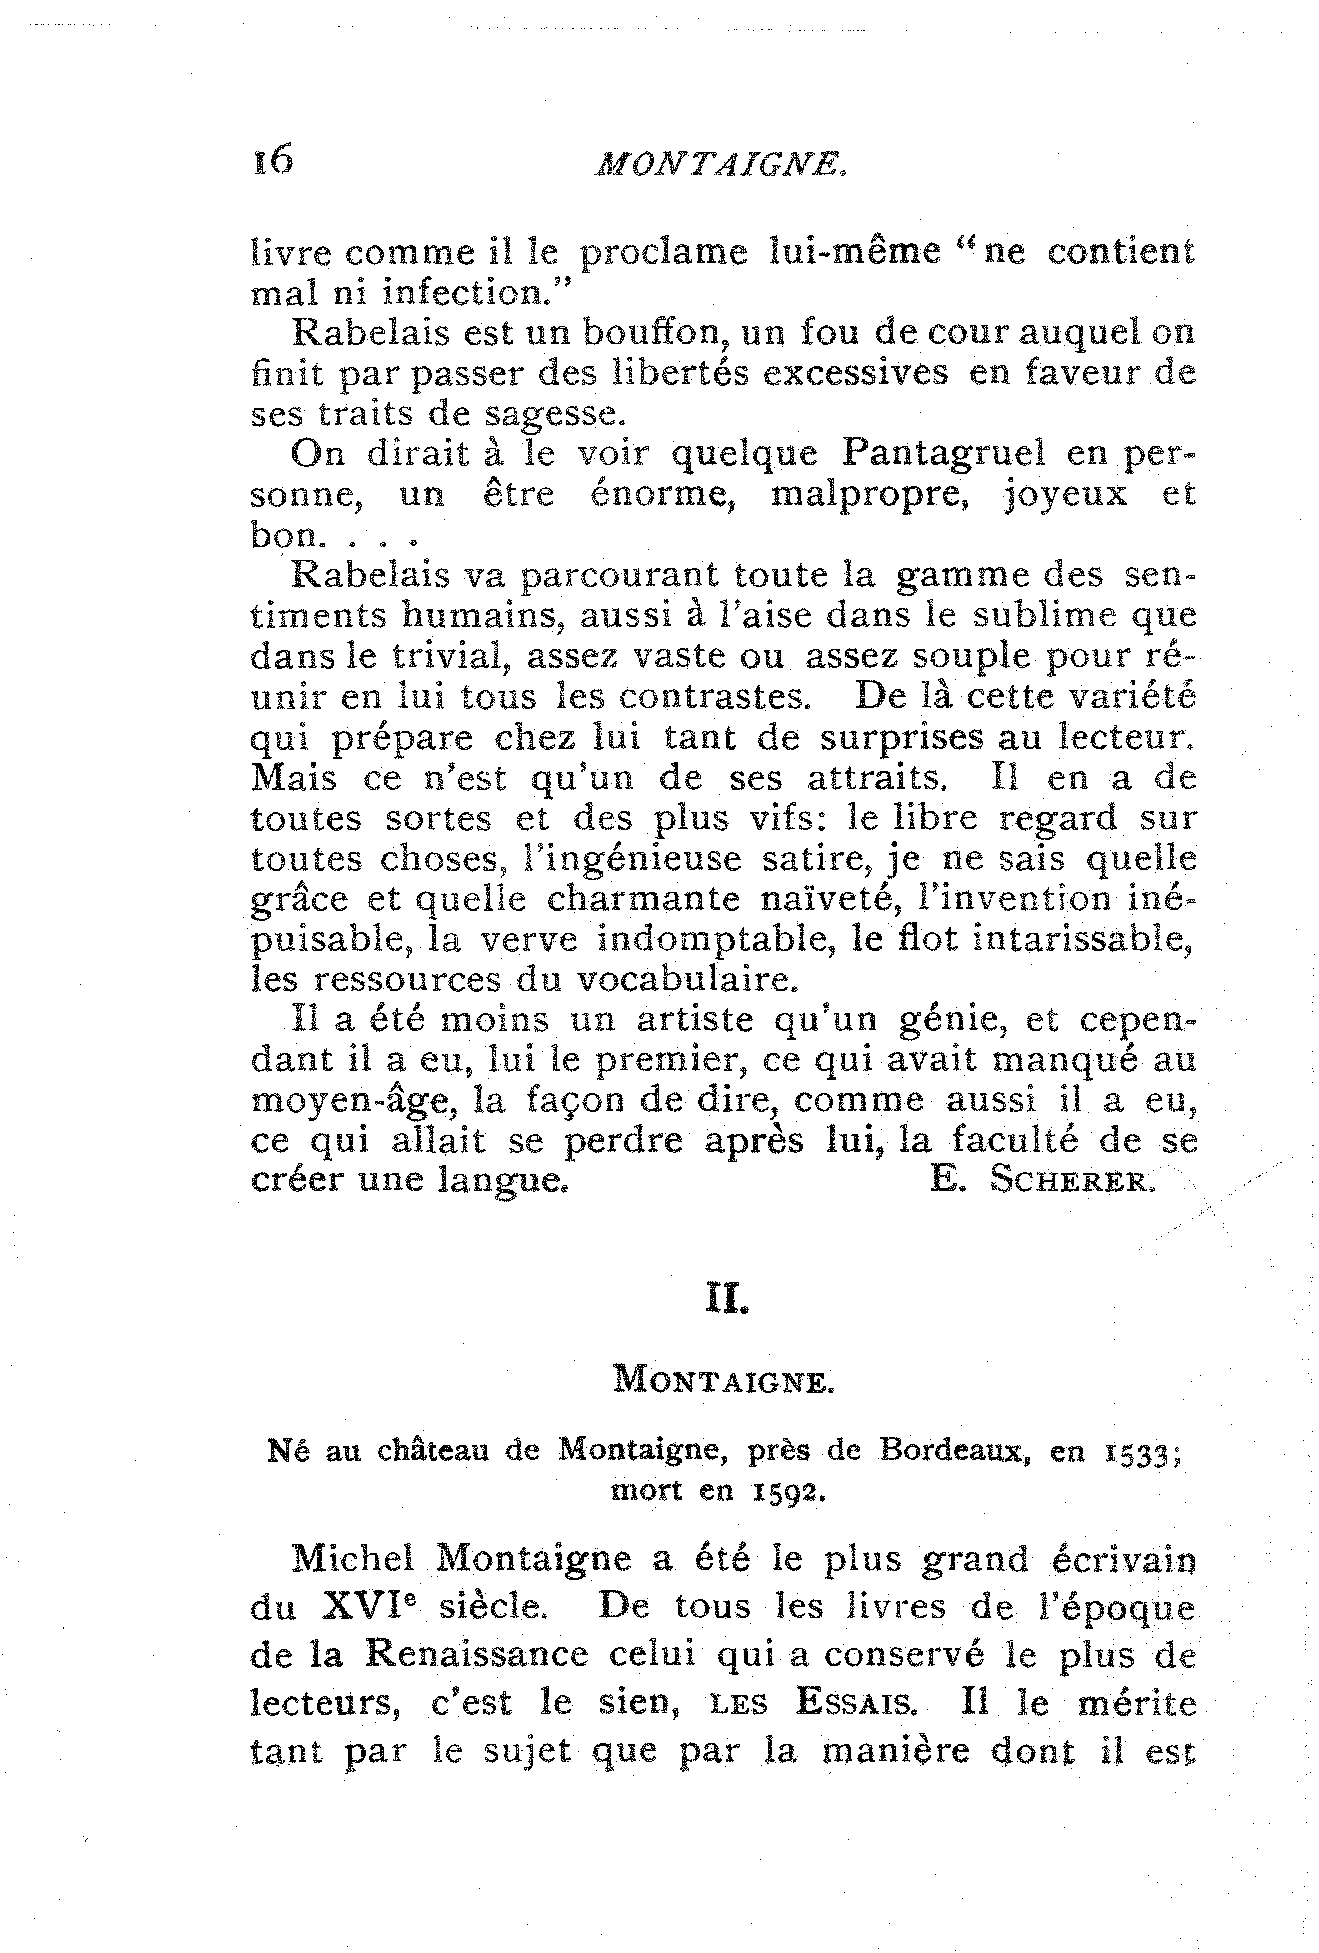 16 MONTAIGNE.
livre comme il le proclame lui-même “ ne contient
mal ni infection.”
Rabelais est un bouffon, un fou de cour auquel on
finit par passer des libertés excessives en faveur de
ses traits de sagesse.
On dirait à le voir quelque Pantagruel en per-
sonne, un être énorme, malpropre, joyeux et
bon. . . .
Rabelais va parcourant toute la gamme des sen-
timents humains, aussi à l’aise dans le sublime que
dans le trivial, assez vaste ou assez souple pour ré-
unir en lui tous les contrastes. De là cette variété
qui prépare chez lui tant de surprises au lecteur.
Mais ce n’est qu’un de ses attraits. Il en a de
toutes sortes et des plus vifs: le libre regard sur
toutes choses, l’ingénieuse satire, je ne sais quelle
grâce et quelle charmante naïveté, l’invention iné-
puisable, la verve indomptable, le flot intarissable,
les ressources du vocabulaire.
Il a été moins un artiste qu’un génie, et cepen-
dant il a eu, lui le premier, ce qui avait manqué au
moyen-âge, la façon de dire, comme aussi il a eu,
ce qui allait se perdre après lui, la faculté de se
créer une langue. E. SCHERER.
II.
MONTAIGNE.
Né au château de Montaigne, près de Bordeaux, en 1533;
mort en 1592.
Michel Montaigne a été le plus grand écrivain
du XVIe siècle. De tous les livres de l’époque
de la Renaissance celui qui a conservé le plus de
lecteurs, c’est le sien, LES ESSAIS. Il le mérite
tant par le sujet que par la manière dont il est